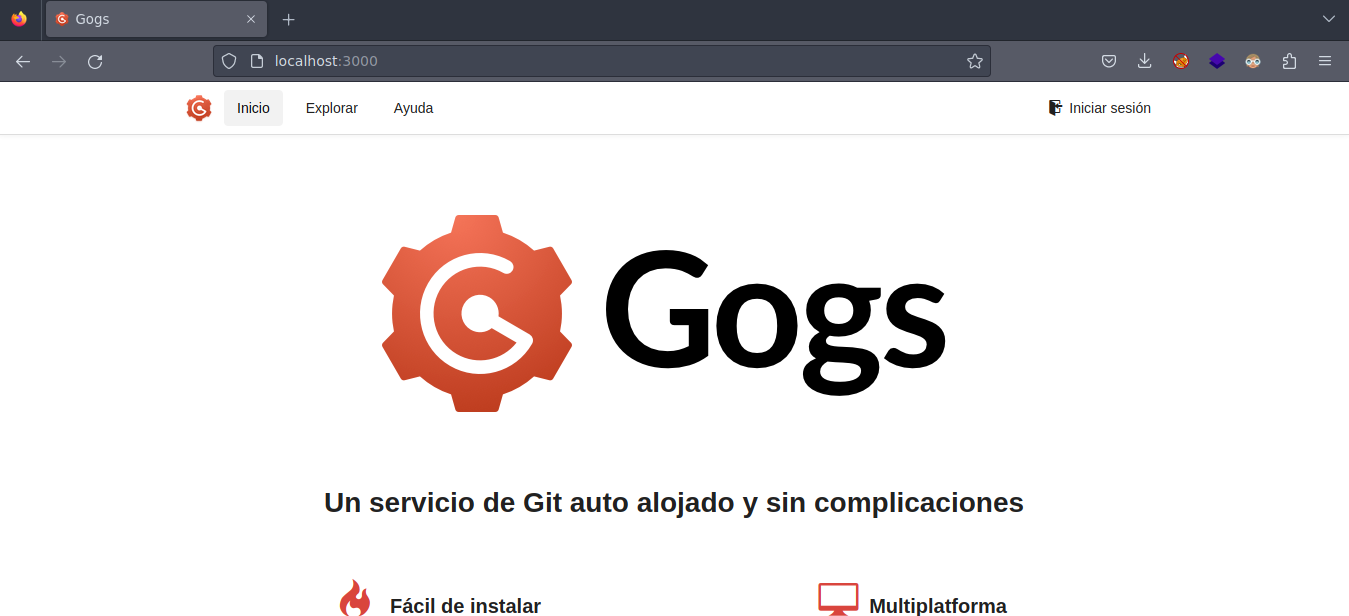 Gogs
localhost:3000
Inicio Explorar Ayuda Iniciar sesión
Gogs
Un servicio de Git auto alojado y sin complicaciones
Fácil de instalar Multiplatforma